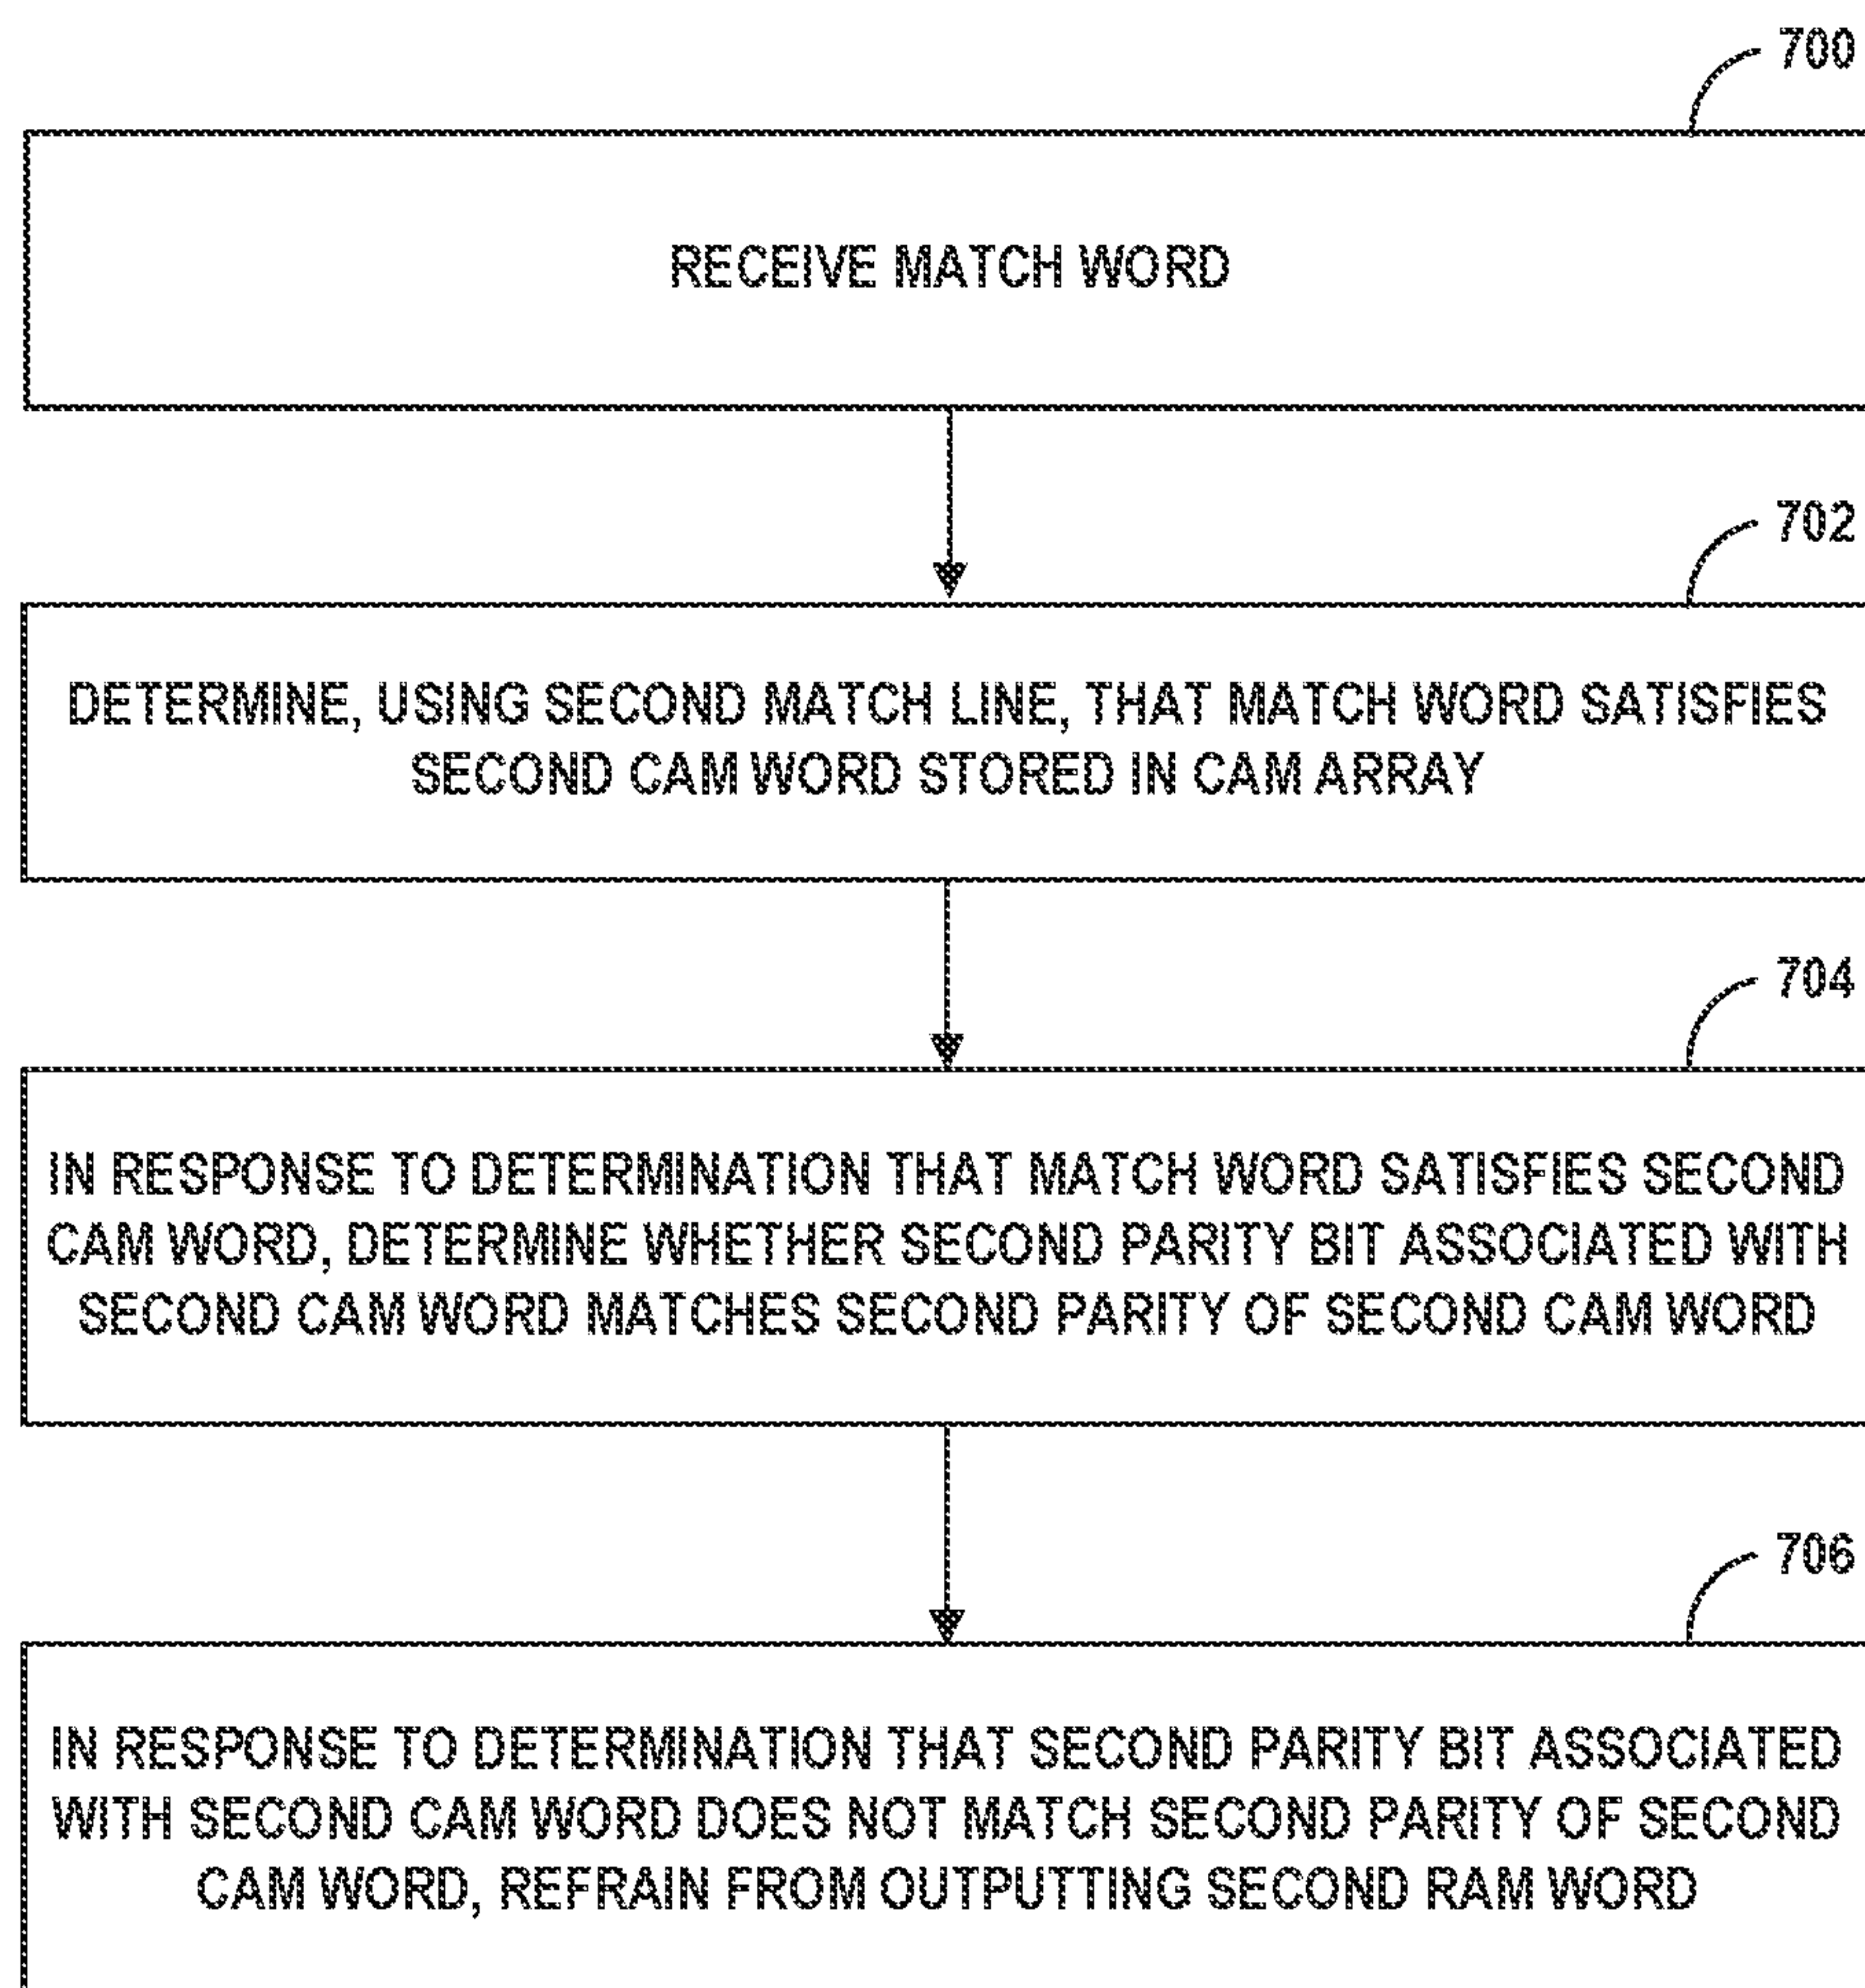 700
RECEIVE MATCH WORD
702
DETERMINE, USING SECOND MATCH LINE, THAT MATCH WORD SATISFIES
SECOND CAM WORD STORED IN CAM ARRAY
704
IN RESPONSE TO DETERMINATION THAT MATCH WORD SATISFIES SECOND
CAM WORD, DETERMINE WHETHER SECOND PARITY BIT ASSOCIATED WITH
SECOND CAM WORD MATCHES SECOND PARITY OF SECOND CAM WORD
706
IN RESPONSE TO DETERMINATION THAT SECOND PARITY BIT ASSOCIATED
WITH SECOND CAM WORD DOES NOT MATCH SECOND PARITY OF SECOND
CAM WORD, REFRAIN FROM OUTPUTTING SECOND RAM WORD